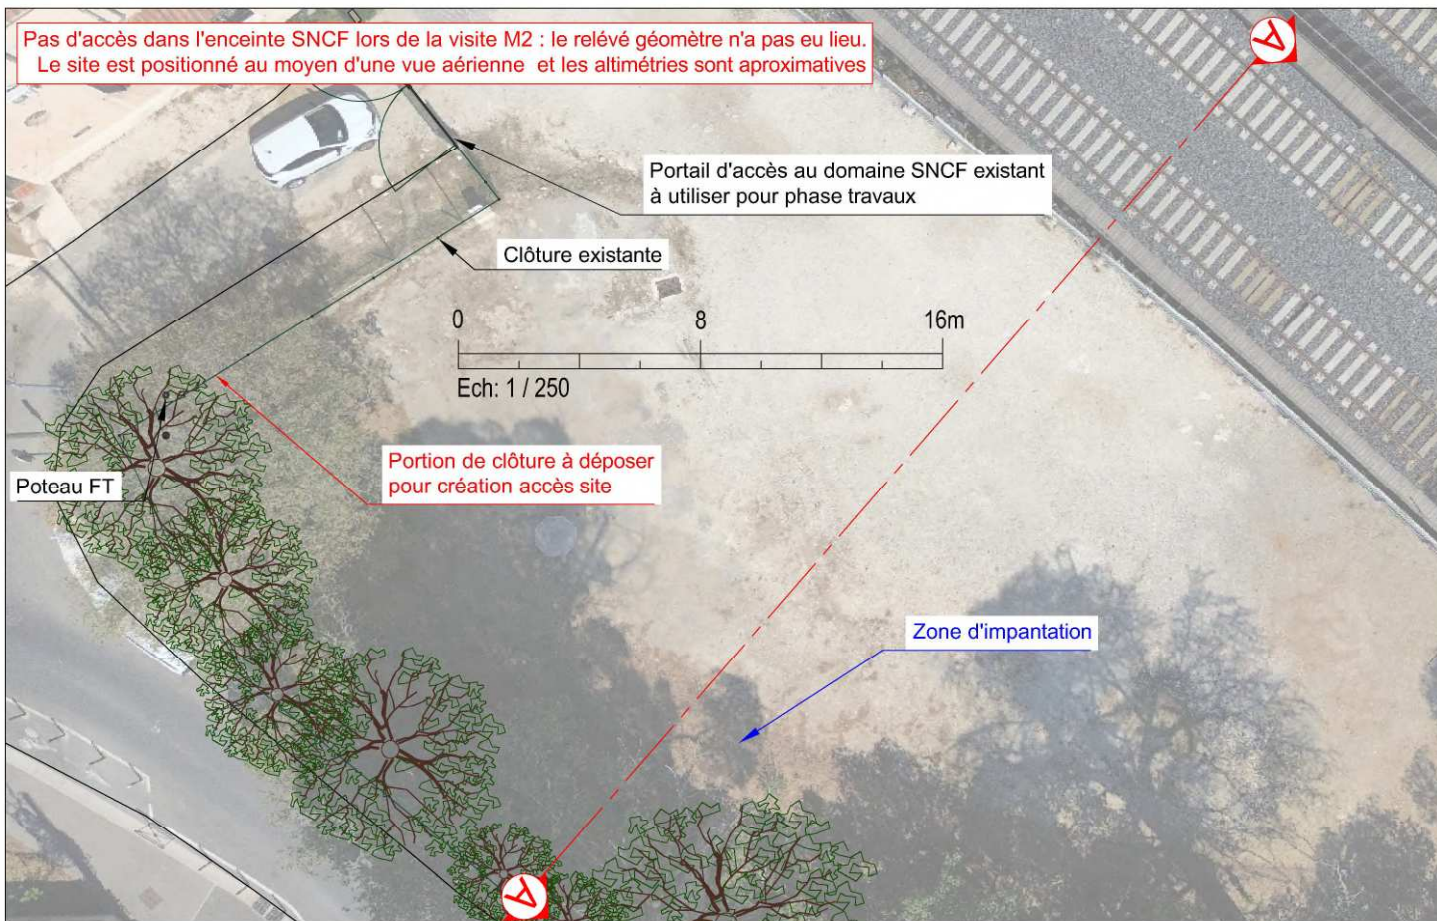 Pas d'accès dans l'enceinte SNCF lors de la visite M2 : le relévé géomètre n'a pas eu lieu.
Le site est positionné au moyen d'une vue aérienne et les altimétries sont aproximatives
A
Portail d'accès au domaine SNCF existant
à utiliser pour phase travaux
Clôture existante
0 8 16m
Ech: 1 / 250
Portion de clôture à déposer
pour création accès site
Poteau FT
Zone d'impantation
A